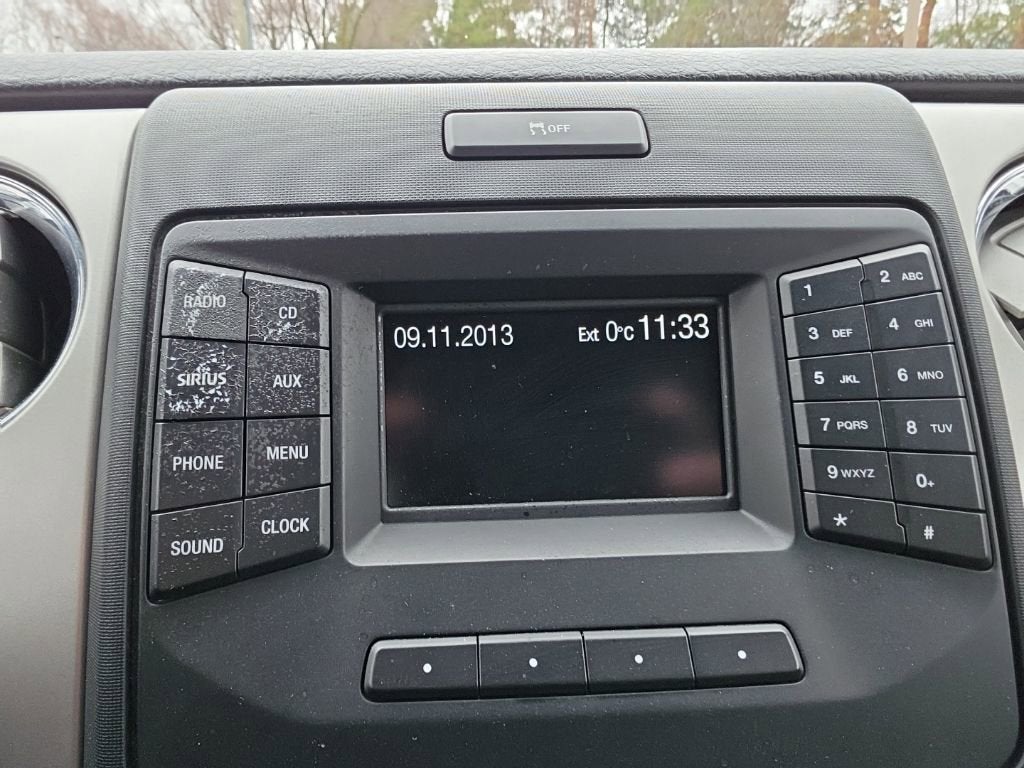 OFF
09.11.2013 Ext 0°C 11:33
RADIO CD
SIRIUS AUX
PHONE MENU
SOUND CLOCK
1 2 ABC
3 DEF 4 GHI
5 JKL 6 MNO
7 PQRS 8 TUV
9 WXYZ 0+
* #